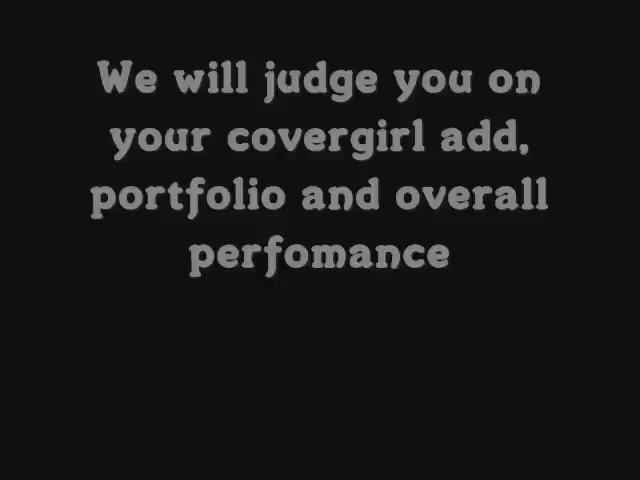 We will judge you on
your covergirl add,
portfolio and overall
perfomance